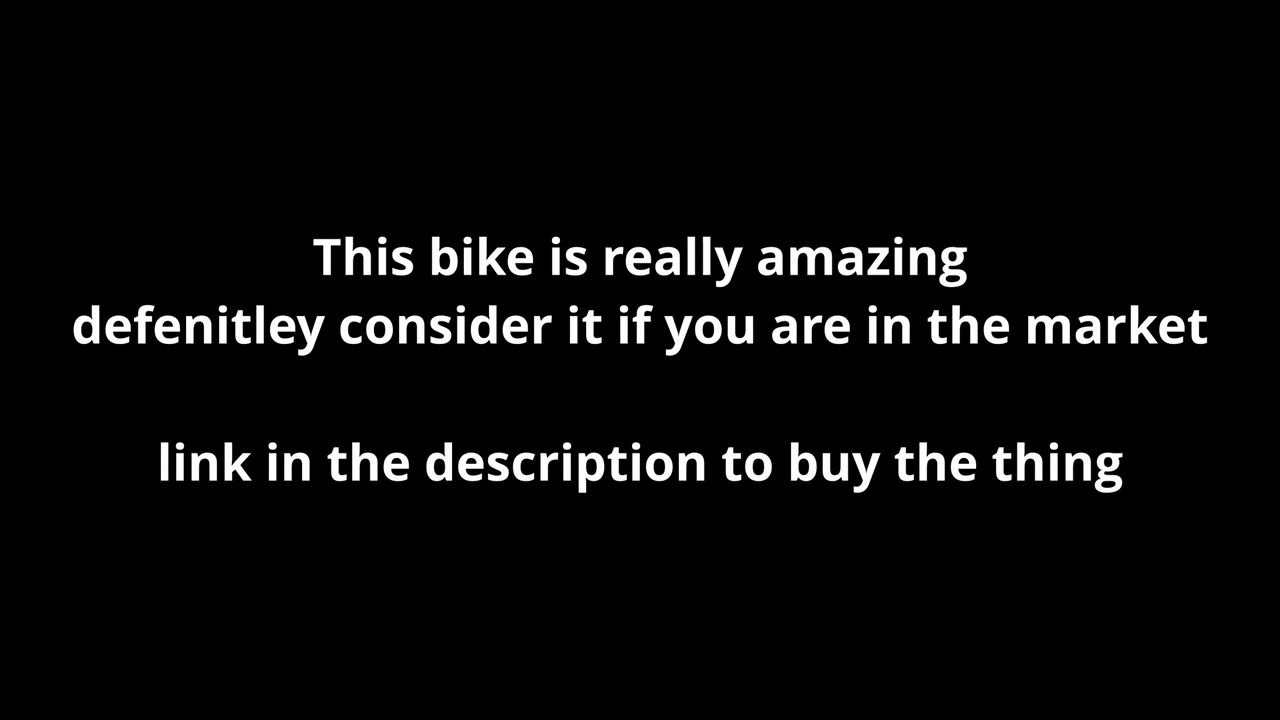 This bike is really amazing
defenitley consider it if you are in the market
link in the description to buy the thing